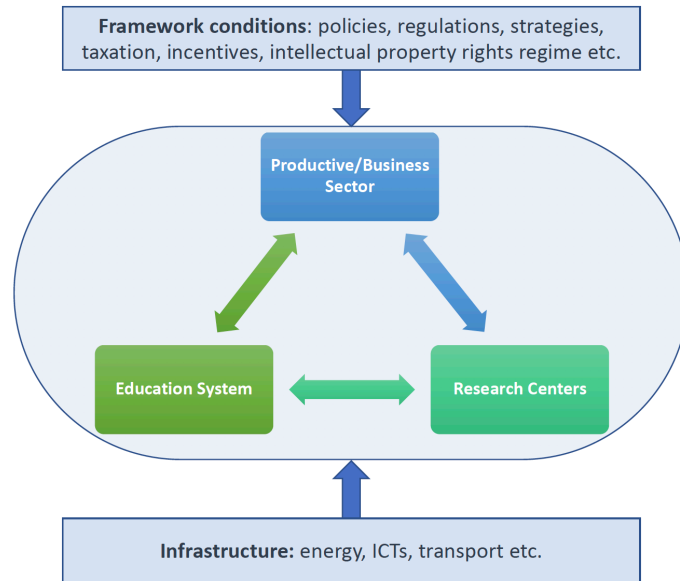 Framework conditions: policies, regulations, strategies,
taxation, incentives, intellectual property rights regime etc.
Productive/Business
Sector
Education System
Research Centers
Infrastructure: energy, ICTs, transport etc.